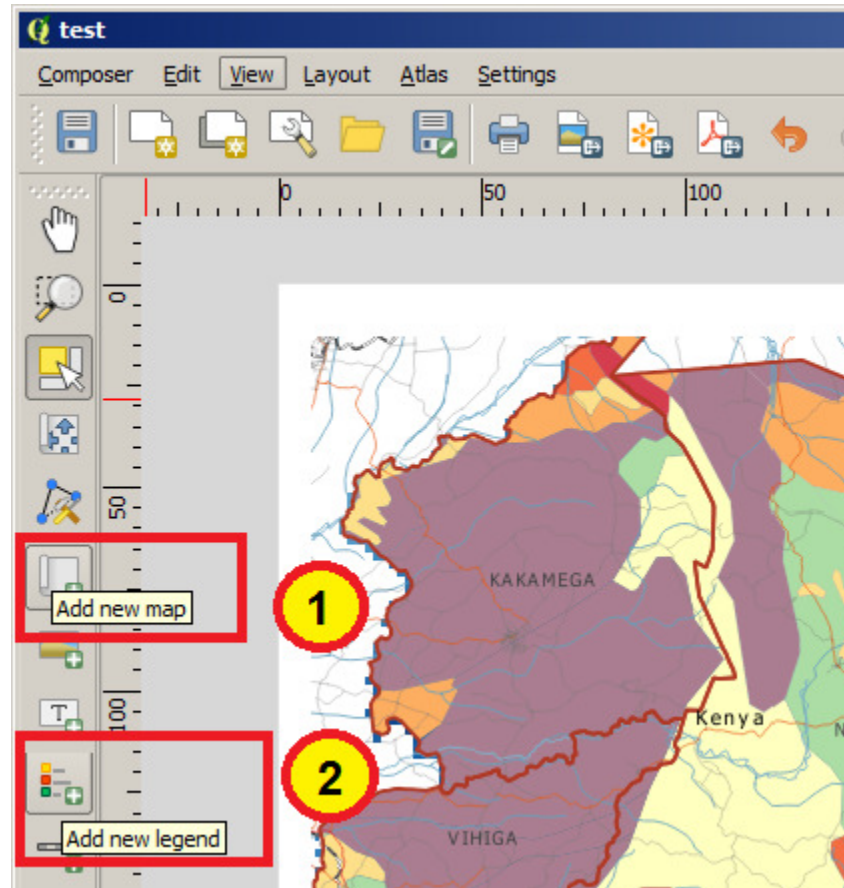 test
Composer Edit View Layout Atlas Settings
0 50 100
0
50
100
Add new map
1
KAKAMEGA
T
Kenya
N
2
Add new legend
VIHIGA